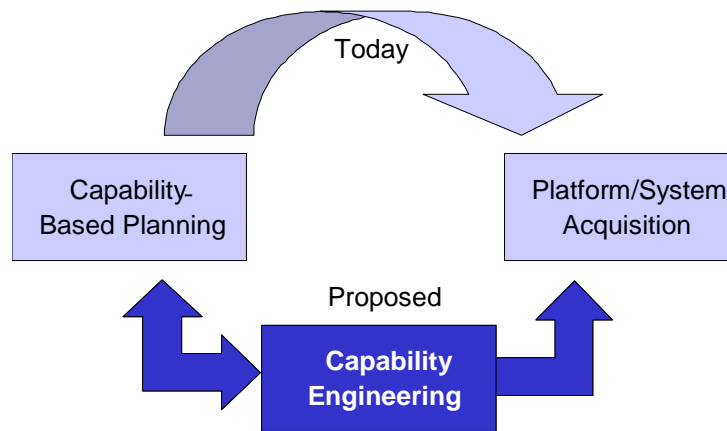 Today
Capability-
Based Planning
Platform/System
Acquisition
Proposed
Capability
Engineering